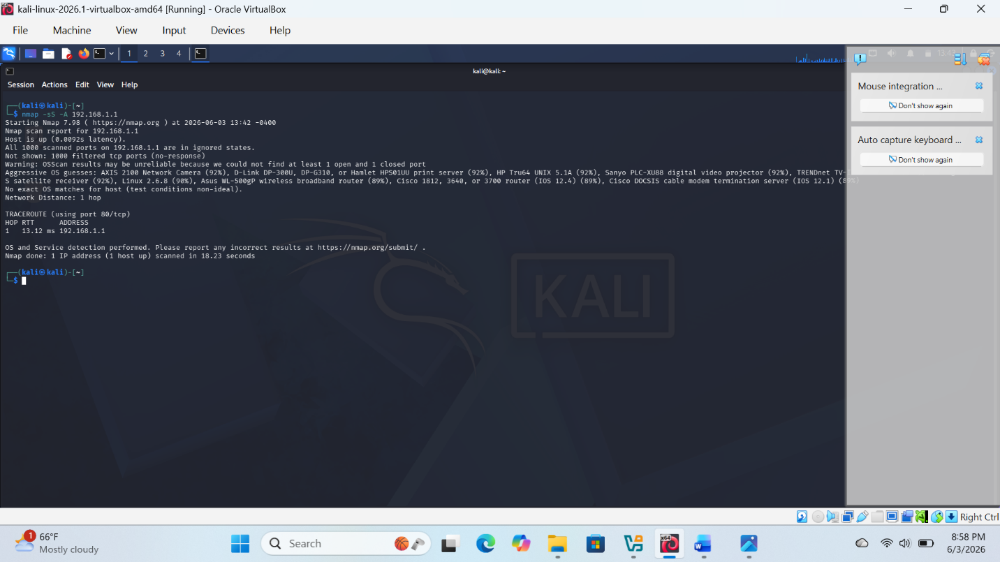 kali-linux-2026.1-virtualbox-amd64 [Running] - Oracle VirtualBox
File Machine View Input Devices Help
1 2 3 4
kali@kali: ~
Session Actions Edit View Help
┌──(kali㉿kali)-[~]
└─$ nmap -sS -A 192.168.1.1
Starting Nmap 7.98 ( https://nmap.org ) at 2026-06-03 13:42 -0400
Nmap scan report for 192.168.1.1
Host is up (0.0092s latency).
All 1000 scanned ports on 192.168.1.1 are in ignored states.
Not shown: 1000 filtered tcp ports (no-response)
Warning: OSScan results may be unreliable because we could not find at least 1 open and 1 closed port
Aggressive OS guesses: AXIS 2100 Network Camera (92%), D-Link DP-300U, DP-G310, or Hamlet HPS01UU print server (92%), HP Tru64 UNIX 5.1A (92%), Sanyo PLC-XU88 digital video projector (92%), TRENDnet
S satellite receiver (92%), Linux 2.6.8 (90%), Asus WL-500gP wireless broadband router (89%), Cisco 1812, 3640, or 3700 router (IOS 12.4) (89%), Cisco DOCSIS cable modem termination server (IOS 12.1) (89%)
No exact OS matches for host (test conditions non-ideal).
Network Distance: 1 hop
TRACEROUTE (using port 80/tcp)
HOP RTT ADDRESS
1 13.12 ms 192.168.1.1
OS and Service detection performed. Please report any incorrect results at https://nmap.org/submit/ .
Nmap done: 1 IP address (1 host up) scanned in 18.23 seconds
┌──(kali㉿kali)-[~]
└─$
KALI
Mouse integration ...
Don't show again
Auto capture keyboard ...
Don't show again
Right Ctrl
1
66°F
Mostly cloudy
Search
x64
8:58 PM
6/3/2026